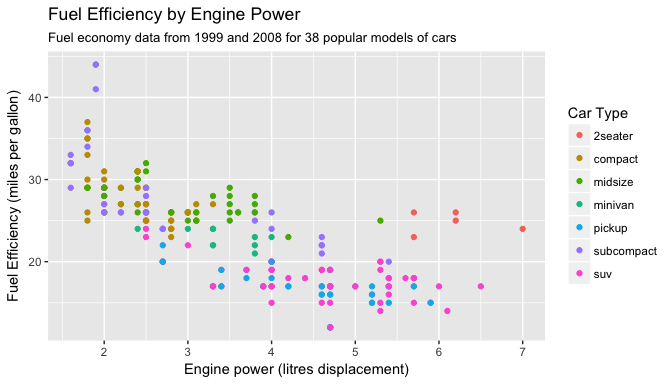 Fuel Efficiency by Engine Power
Fuel economy data from 1999 and 2008 for 38 popular models of cars
Fuel Efficiency (miles per gallon)
40
30
20
2
3
4
5
6
7
Engine power (litres displacement)
Car Type
2seater
compact
midsize
minivan
pickup
subcompact
suv